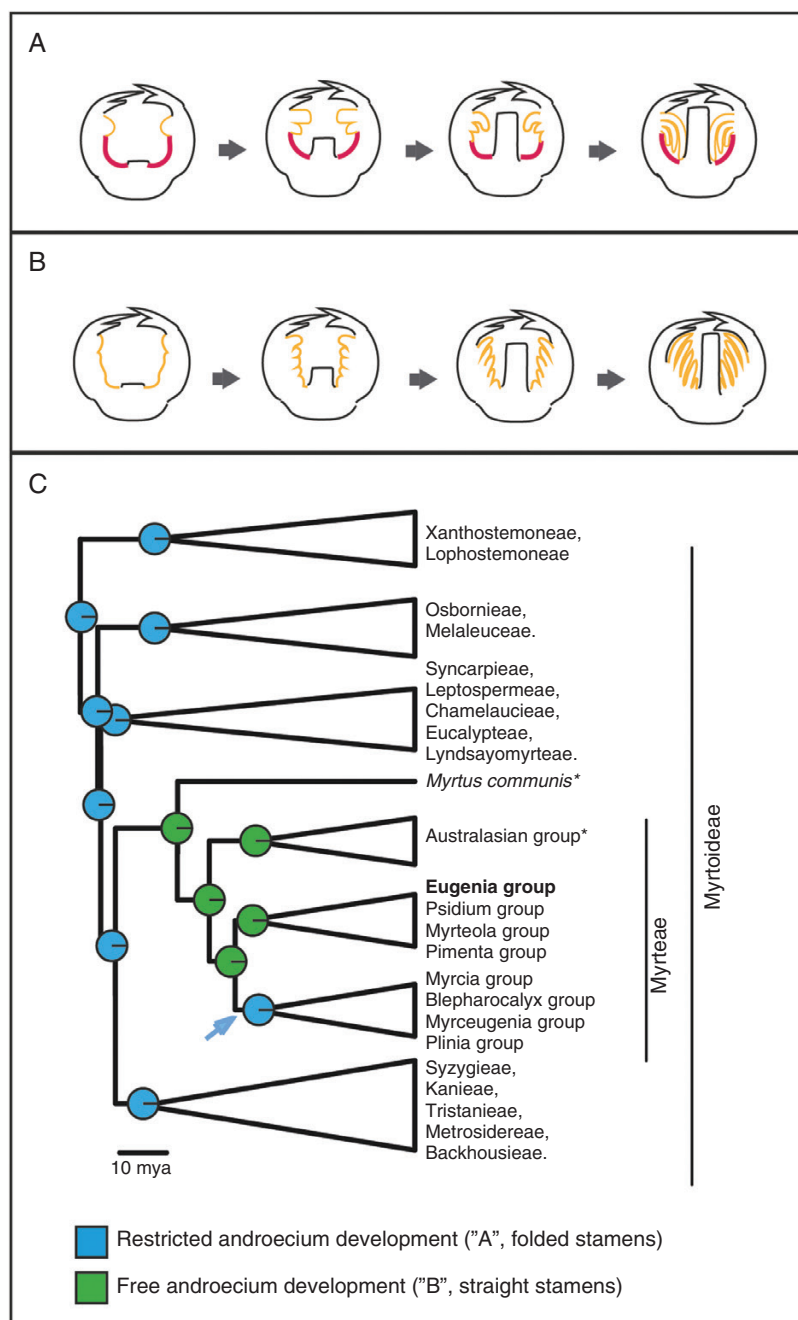 A
B
C
Xanthostemoneae,
Lophostemoneae
Osbornieae,
Melaleuceae.
Syncarpieae,
Leptospermeae,
Chamelaucieae,
Eucalypteae,
Lyndsayomyrteae.
Myrtus communis*
Australasian group*
Eugenia group
Psidium group
Myrteola group
Pimenta group
Myrcia group
Blepharocalyx group
Myrceugenia group
Plinia group
Syzygieae,
Kanieae,
Tristanieae,
Metrosidereae,
Backhousieae.
Myrteae
Myrtoideae
10 mya
Restricted androecium development ("A", folded stamens)
Free androecium development ("B", straight stamens)